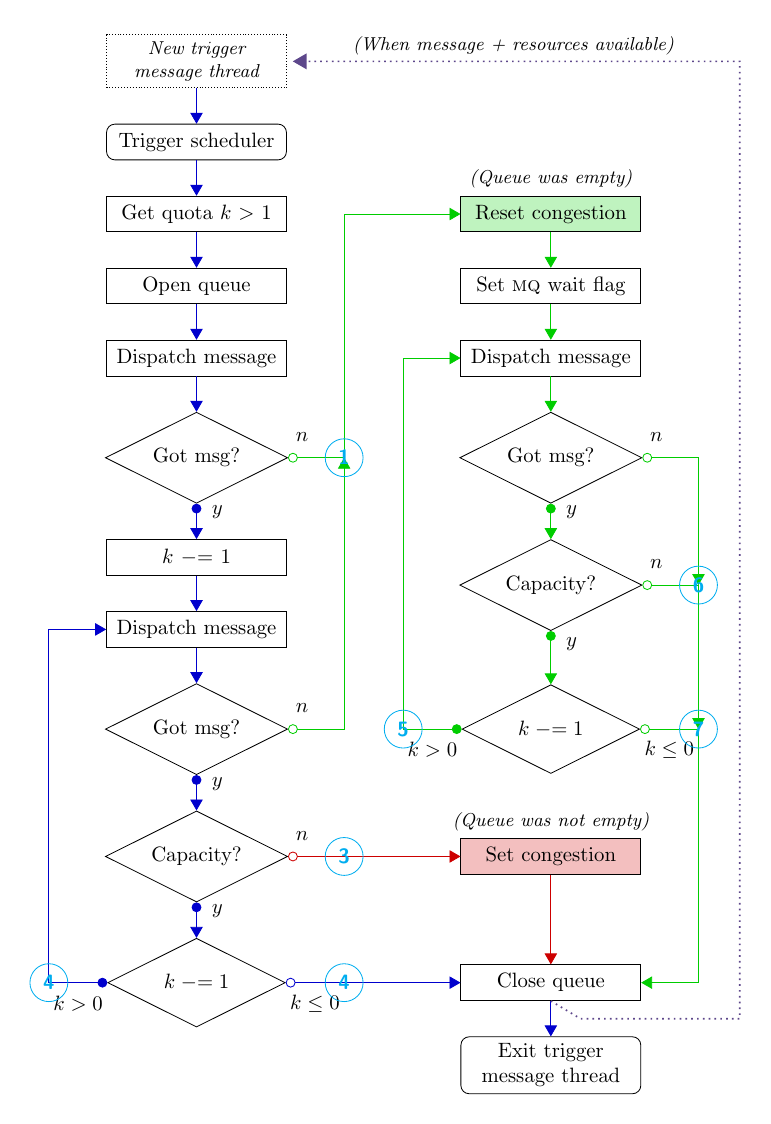 New trigger
message thread
(When message + resources available)
Trigger scheduler
Get quota k > 1
Open queue
Dispatch message
Got msg?
n
1
y
k −= 1
Dispatch message
Got msg?
n
y
Capacity?
n
3
y
k −= 1
4
k > 0
k ≤ 0
4
(Queue was empty)
Reset congestion
Set MQ wait flag
Dispatch message
Got msg?
n
y
Capacity?
n
6
y
k −= 1
5
k > 0
7
k ≤ 0
(Queue was not empty)
Set congestion
Close queue
Exit trigger
message thread